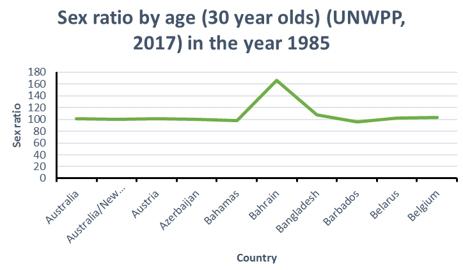 Sex ratio by age (30 year olds) (UNWPP,
2017) in the year 1985
180
160
140
120
100
80
60
40
20
0
Sex ratio
Australia
Australia/New...
Austria
Azerbaijan
Bahamas
Bahrain
Bangladesh
Barbados
Belarus
Belgium
Country